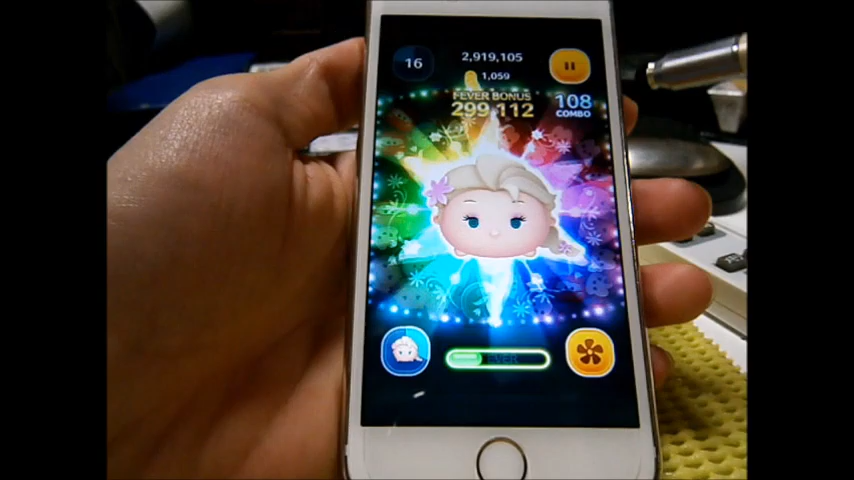 16
2,919,105
1,059
FEVER BONUS
299,112
108
COMBO